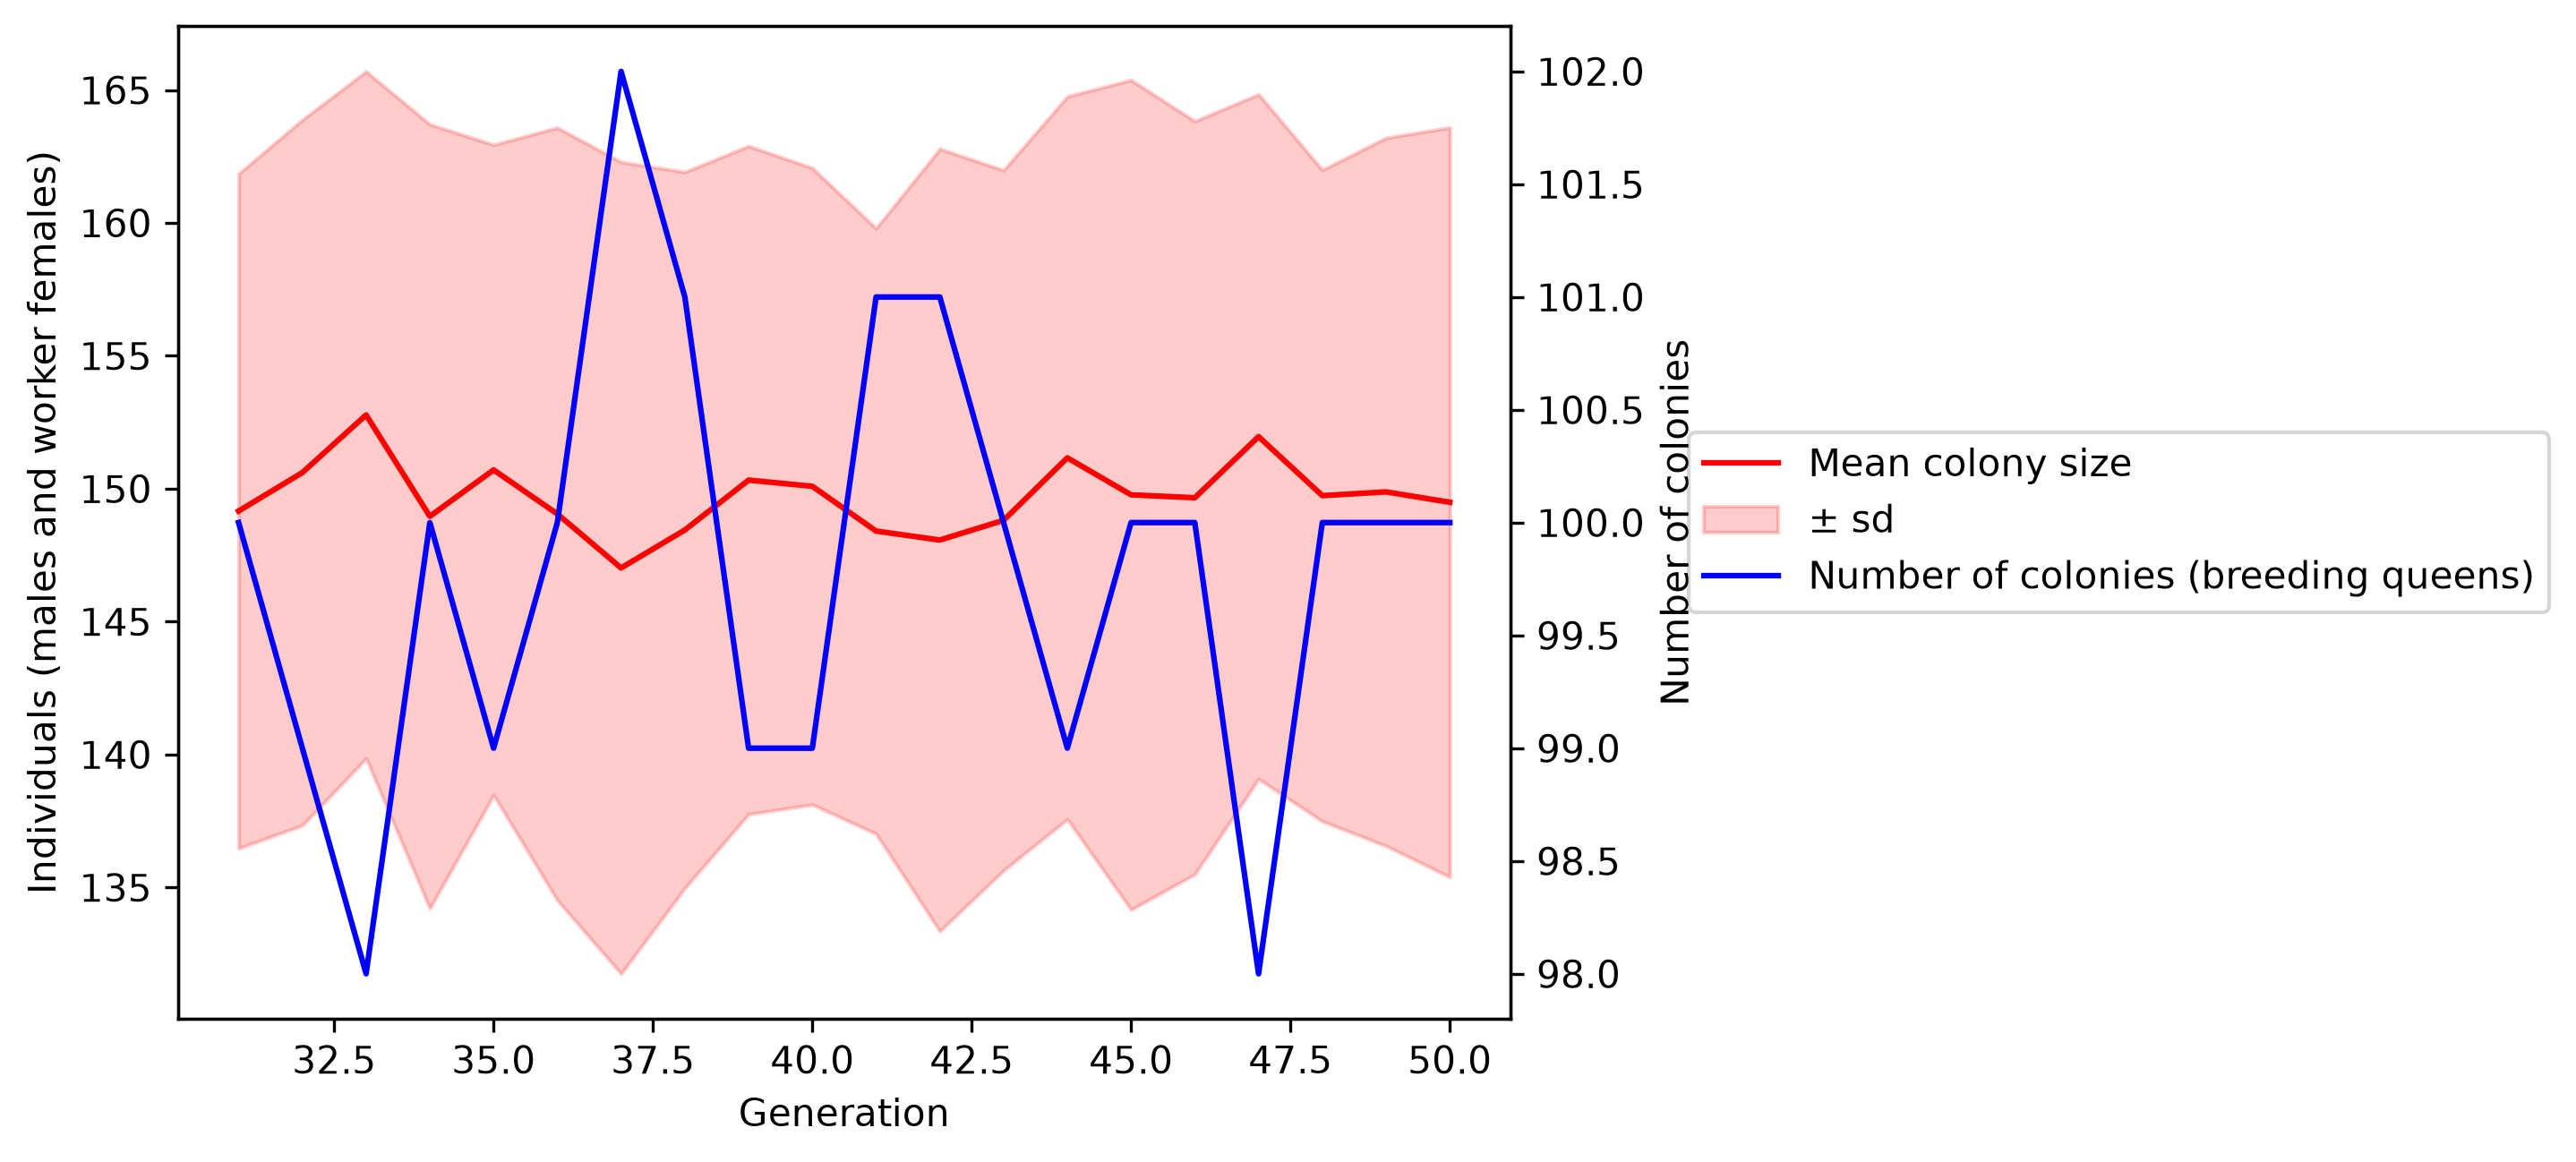 Individuals (males and worker females)
165
160
155
150
145
140
135
32.5 35.0 37.5 40.0 42.5 45.0 47.5 50.0
Generation
102.0
101.5
101.0
100.5
100.0
99.5
99.0
98.5
98.0
Number of colonies
Mean colony size
± sd
Number of colonies (breeding queens)